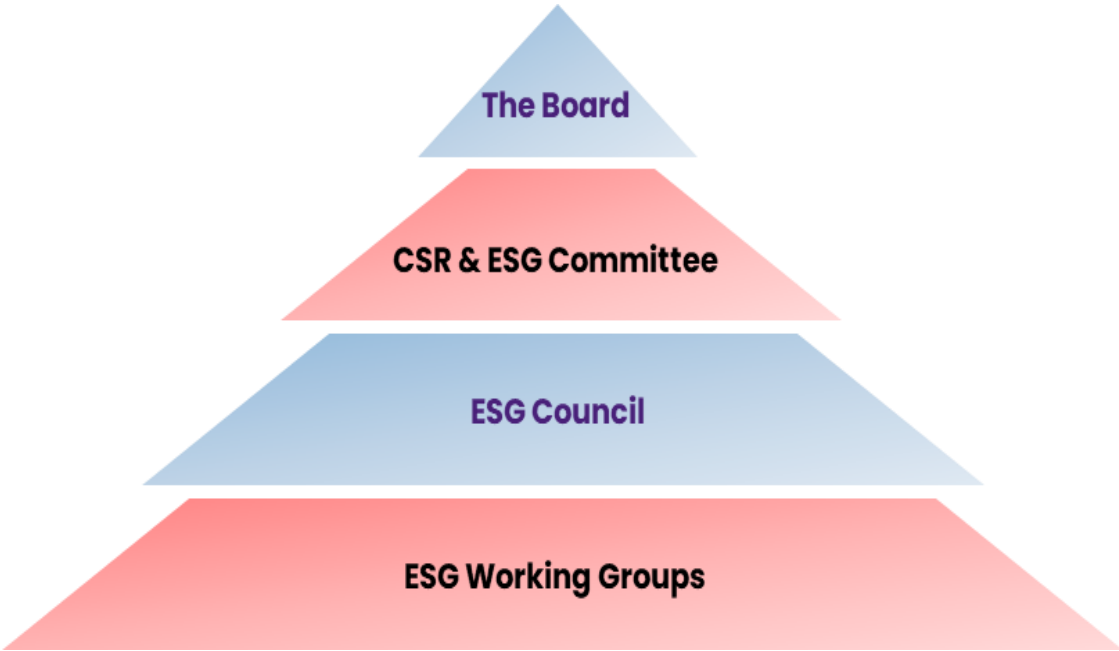 The Board
CSR & ESG Committee
ESG Council
ESG Working Groups